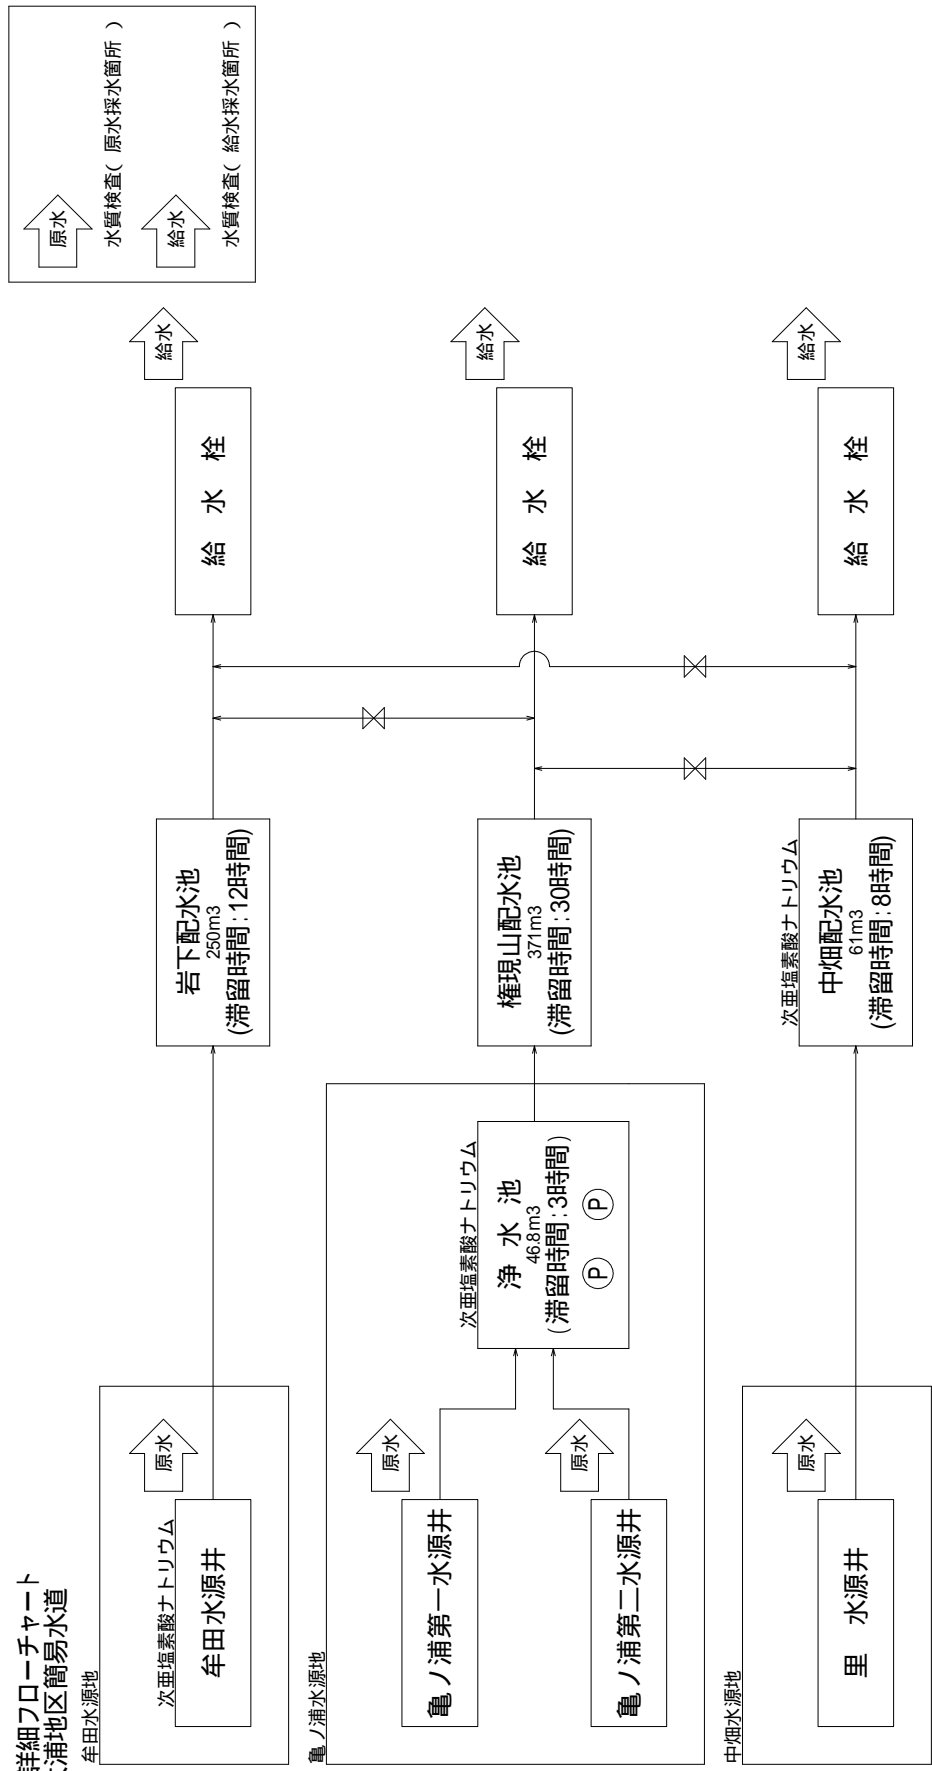 詳細フローチャート
浦地区簡易水道
原水
水質検査( 原水採水箇所 )
給水
水質検査( 給水採水箇所 )
牟田水源地
次亜塩素酸ナトリウム
牟田水源井
原水
岩下配水池
250m3
(滞留時間:12時間)
給 水 栓
給水
亀ノ浦水源地
亀ノ浦第一水源井
原水
亀ノ浦第二水源井
原水
次亜塩素酸ナトリウム
浄 水 池
46.8m3
(滞留時間:3時間)
P P
権現山配水池
371m3
(滞留時間:30時間)
給 水 栓
給水
中畑水源地
里 水源井
原水
次亜塩素酸ナトリウム
中畑配水池
61m3
(滞留時間:8時間)
給 水 栓
給水